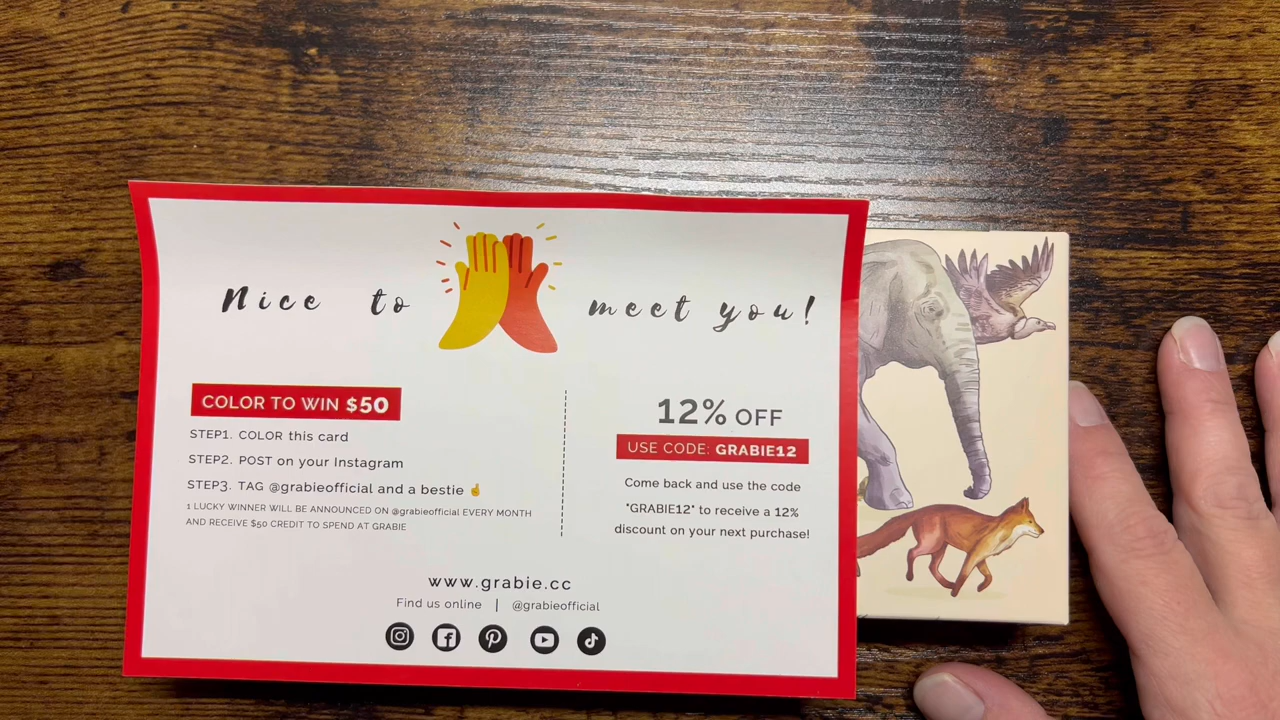 Nice to meet you!
COLOR TO WIN $50
STEP1. COLOR this card
STEP2. POST on your Instagram
STEP3. TAG @grabieofficial and a bestie
1 LUCKY WINNER WILL BE ANNOUNCED ON @grabieofficial EVERY MONTH
AND RECEIVE $50 CREDIT TO SPEND AT GRABIE
12% OFF
USE CODE: GRABIE12
Come back and use the code
"GRABIE12" to receive a 12%
discount on your next purchase!
www.grabie.cc
Find us online | @grabieofficial